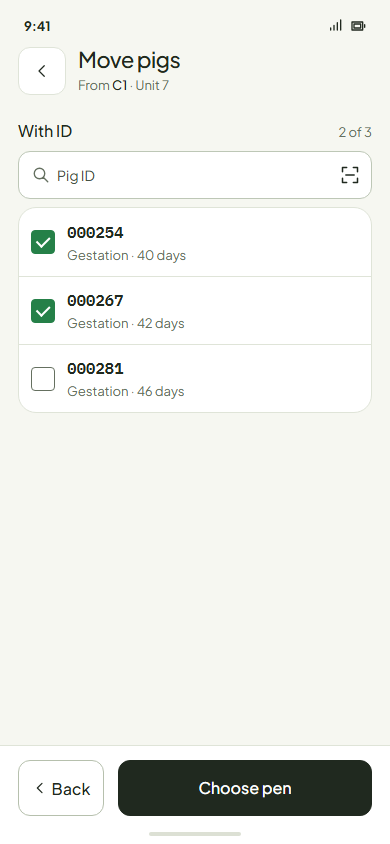 9:41
Move pigs
From C1 · Unit 7
With ID
2 of 3
Pig ID
000254
Gestation · 40 days
000267
Gestation · 42 days
000281
Gestation · 46 days
Back
Choose pen